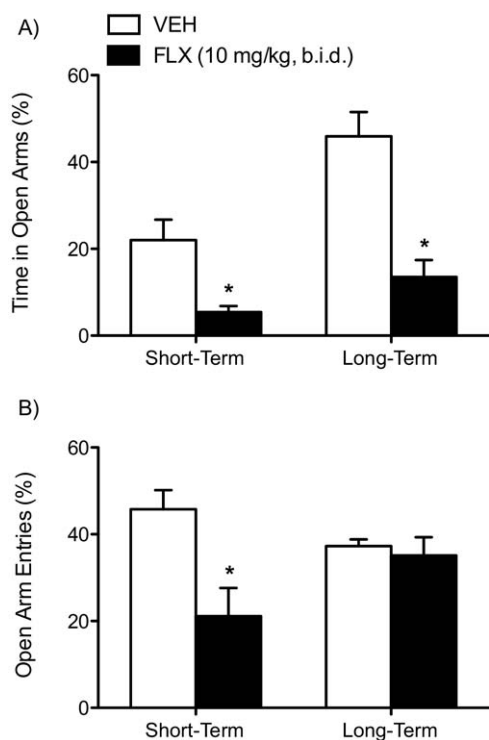 A)
VEH
FLX (10 mg/kg, b.i.d.)
Time in Open Arms (%)
60
40
20
0
*
*
Short-Term
Long-Term
B)
Open Arm Entries (%)
60
40
20
0
*
Short-Term
Long-Term